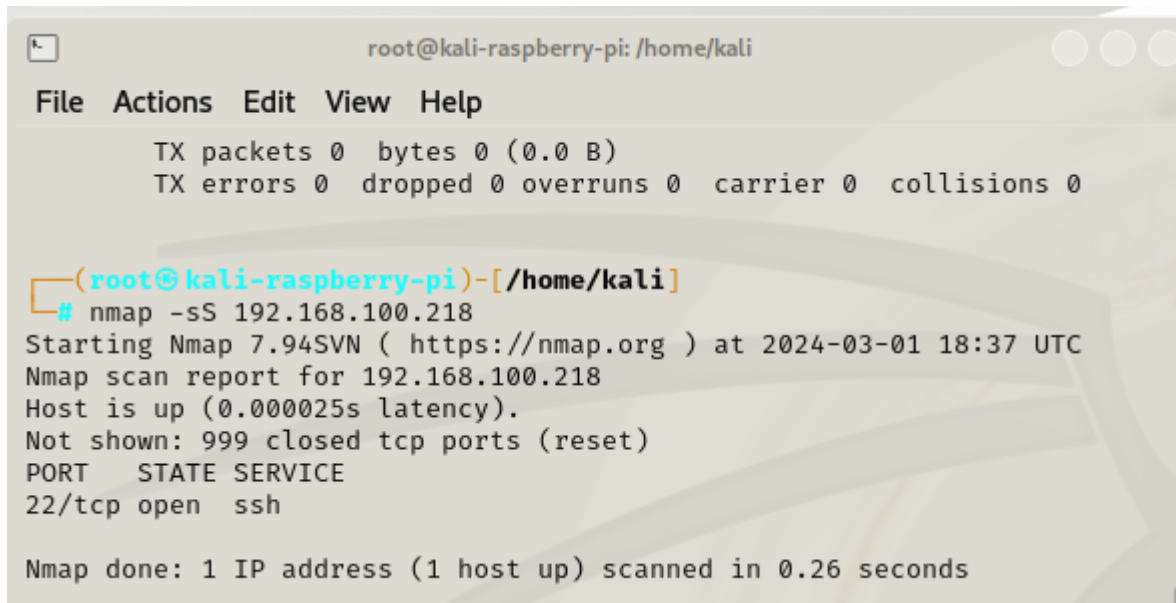 root@kali-raspberry-pi: /home/kali
File Actions Edit View Help
TX packets 0  bytes 0 (0.0 B)
TX errors 0  dropped 0 overruns 0  carrier 0  collisions 0
┌──(root㉿kali-raspberry-pi)-[/home/kali]
└─# nmap -sS 192.168.100.218
Starting Nmap 7.94SVN ( https://nmap.org ) at 2024-03-01 18:37 UTC
Nmap scan report for 192.168.100.218
Host is up (0.000025s latency).
Not shown: 999 closed tcp ports (reset)
PORT   STATE SERVICE
22/tcp open  ssh
Nmap done: 1 IP address (1 host up) scanned in 0.26 seconds